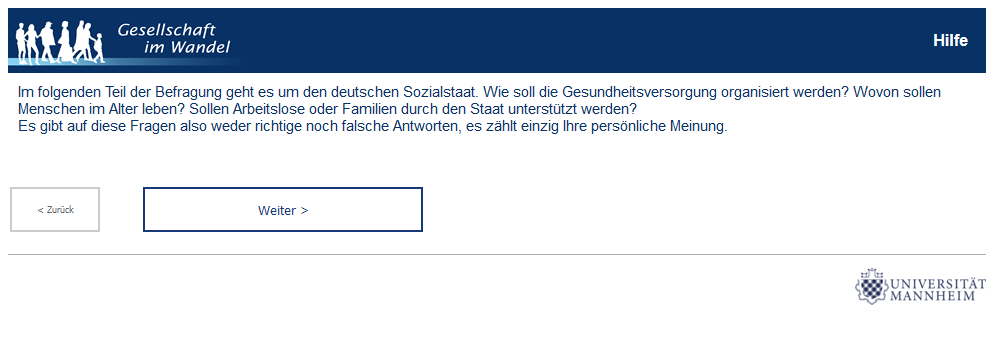 Gesellschaft
im Wandel
Hilfe
Im folgenden Teil der Befragung geht es um den deutschen Sozialstaat. Wie soll die Gesundheitsversorgung organisiert werden? Wovon sollen
Menschen im Alter leben? Sollen Arbeitslose oder Familien durch den Staat unterstützt werden?
Es gibt auf diese Fragen also weder richtige noch falsche Antworten, es zählt einzig Ihre persönliche Meinung.
< Zurück
Weiter >
UNIVERSITÄT
MANNHEIM